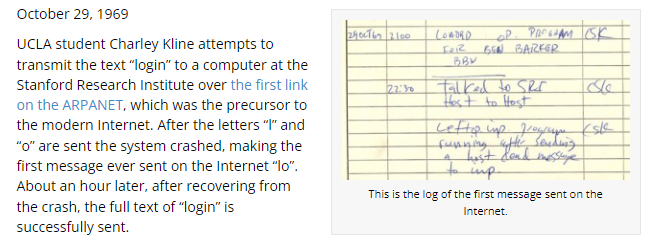 October 29, 1969
UCLA student Charley Kline attempts to
transmit the text “login” to a computer at the
Stanford Research Institute over the first link
on the ARPANET, which was the precursor to
the modern Internet. After the letters “l” and
“o” are sent the system crashed, making the
first message ever sent on the Internet “lo”.
About an hour later, after recovering from
the crash, the full text of “login” is
successfully sent.
29OCT69 2100 LOADED OP. PROGRAM CSK
FOR BEN BARKER
BBV
22:30 Talked to SRI CSK
Host to Host
Left op. imp program CSK
running after sending
a host dead message
to imp.
This is the log of the first message sent on the
Internet.